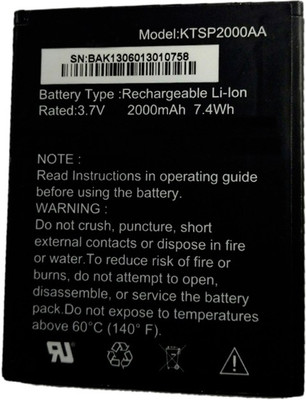 Model:KTSP2000AA
SN:BAK1306013010758
Battery Type :Rechargeable Li-Ion
Rated:3.7V 2000mAh 7.4Wh
NOTE :
Read Instructions in operating guide
before using the battery.
WARNING :
Do not crush, puncture, short
external contacts or dispose in fire
or water.To reduce risk of fire or
burns, do not attempt to open,
disassemble, or service the battery
pack.Do not expose to temperature
above 60°C (140° F).